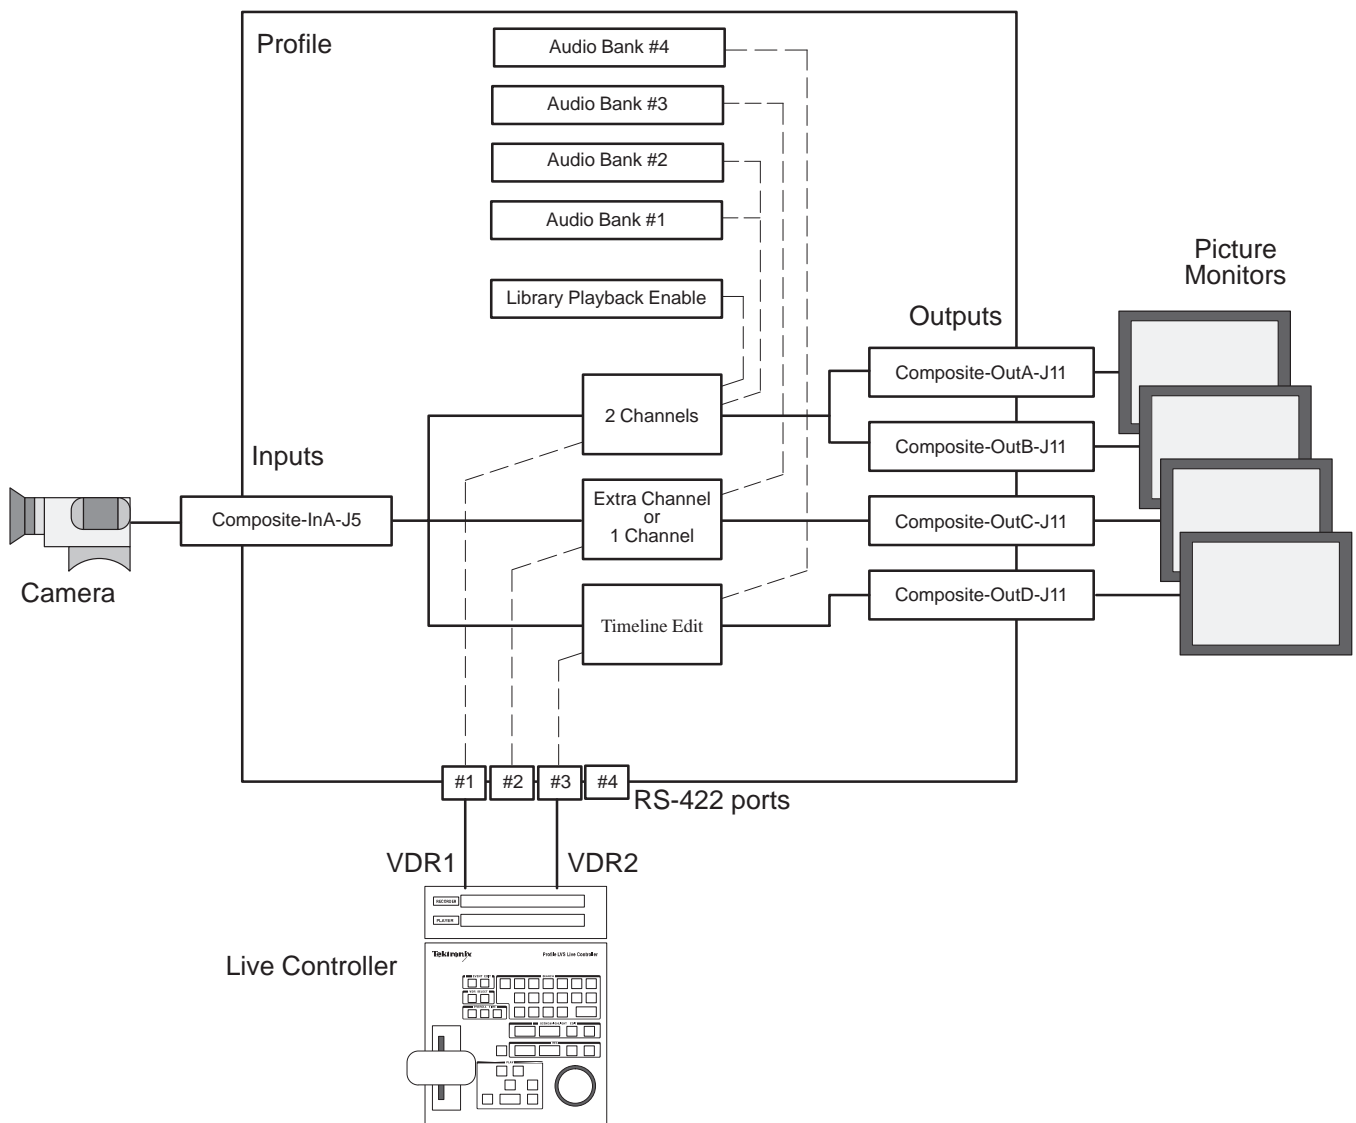 Profile
Audio Bank #4
Audio Bank #3
Audio Bank #2
Audio Bank #1
Library Playback Enable
Picture
Monitors
Outputs
Composite-OutA-J11
2 Channels
Composite-OutB-J11
Inputs
Composite-InA-J5
Extra Channel
or
1 Channel
Composite-OutC-J11
Camera
Timeline Edit
Composite-OutD-J11
#1
#2
#3
#4
RS-422 ports
VDR1
VDR2
RECORDER
PLAYER
Live Controller
Tektronix
Profile LVS Live Controller
PLAY